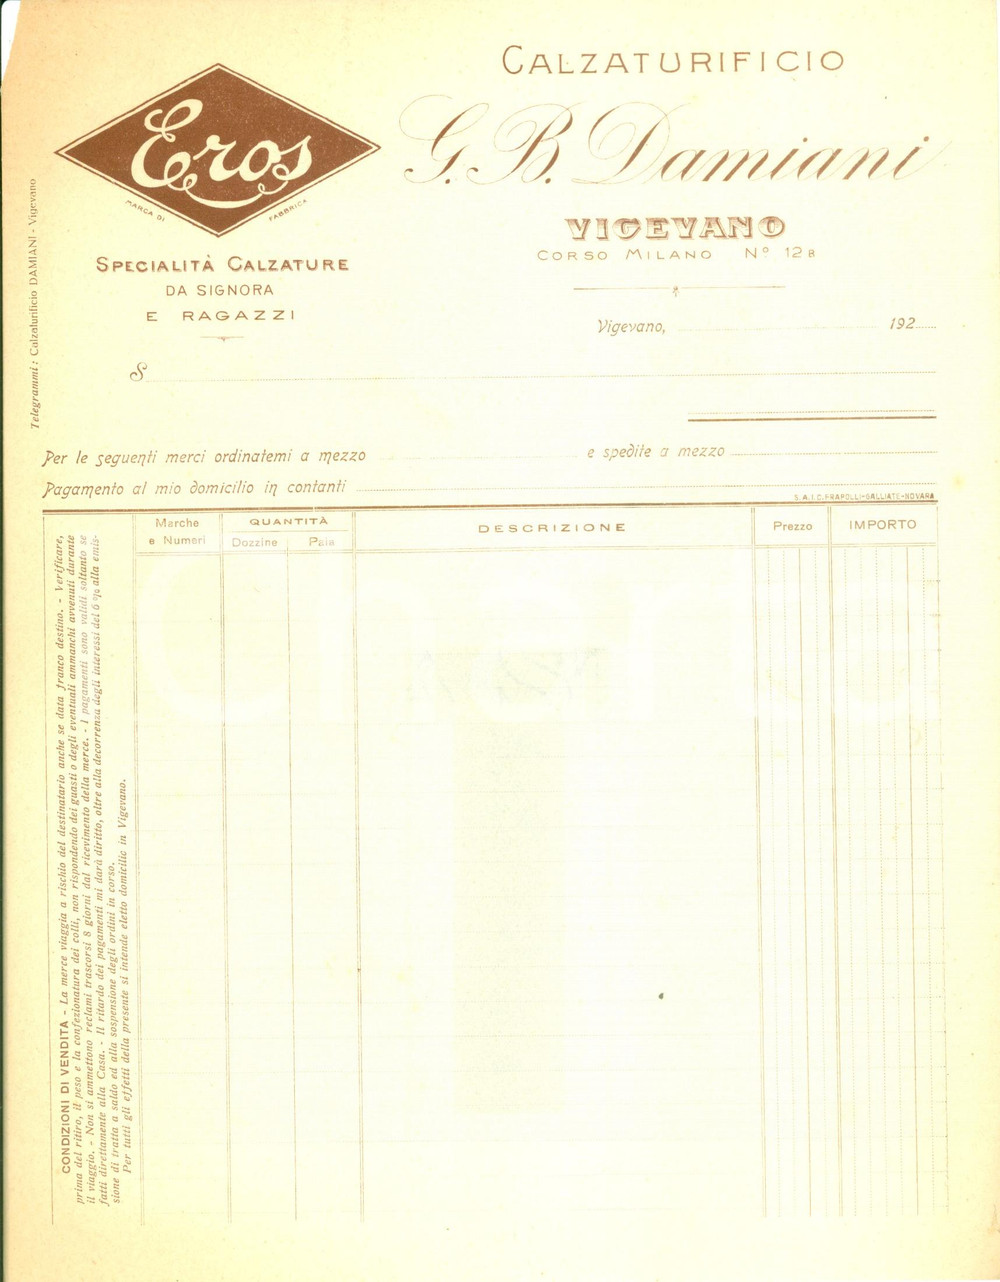 CALZATURIFICIO
G. B. Damiani
VIGEVANO
CORSO MILANO Nº 12 B
Eros
MARCA DI FABBRICA
SPECIALITÀ CALZATURE
DA SIGNORA
E RAGAZZI
Telegrammi: Calzaturificio DAMIANI - Vigevano
Vigevano, 192
S
Per le seguenti merci ordinatemi a mezzo e spedite a mezzo
Pagamento al mio domicilio in contanti
S. A. I. C. FRAPOLLI-GALLIATE-NOVARA
Marche
e Numeri
QUANTITÀ
Dozzine Paia
DESCRIZIONE
Prezzo
IMPORTO
CONDIZIONI DI VENDITA - La merce viaggia a rischio del destinatario anche se data franco destino. - Verificare,
prima del ritiro, il peso e la confezionatura dei colli, non rispondendo dei guasti o degli eventuali ammanchi avvenuti durante
il viaggio. - Non si ammettono reclami trascorsi 8 giorni dal ricevimento della merce. - I pagamenti sono validi soltanto se
fatti direttamente alla Casa. - Il ritardo dei pagamenti mi darà diritto, oltre alla decorrenza degli interessi del 6 % alla emis-
sione di tratta a saldo ed alla sospensione degli ordini in corso.
Per tutti gli effetti della presente si intende eletto domicilio in Vigevano.